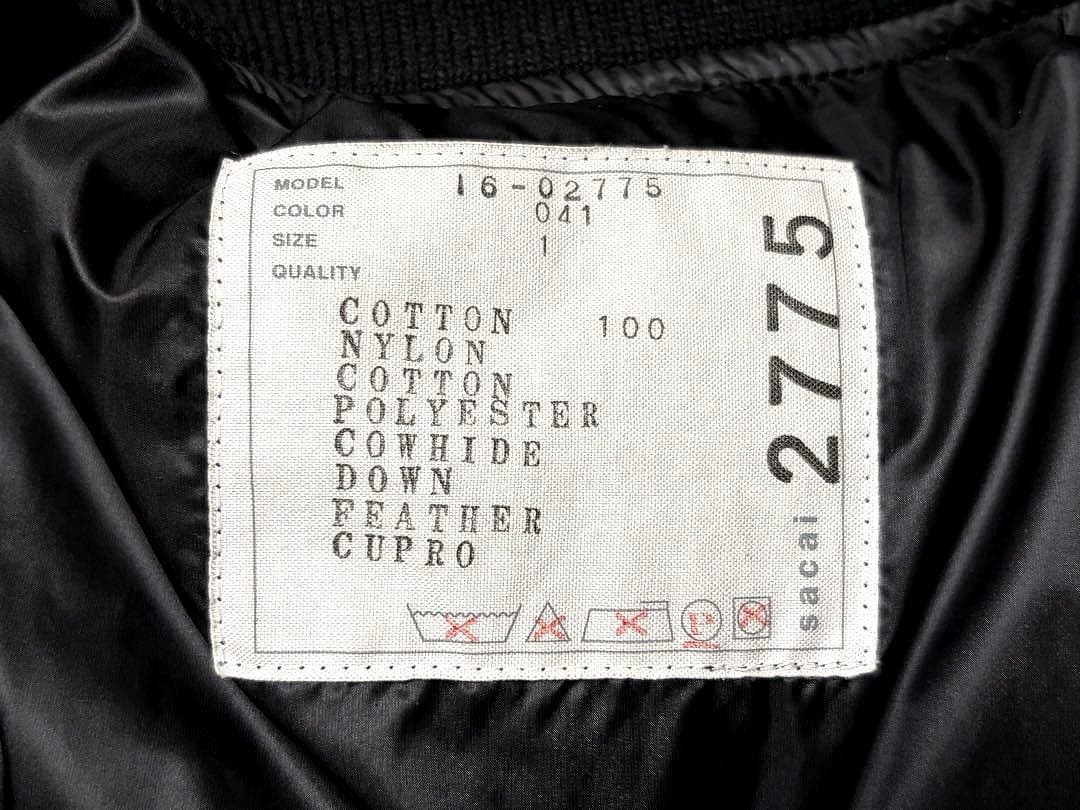 MODEL 16-02775
COLOR 041
SIZE 1
QUALITY
COTTON 100
NYLON
COTTON
POLYESTER
COWHIDE
DOWN
FEATHER
CUPRO
sacai 2775